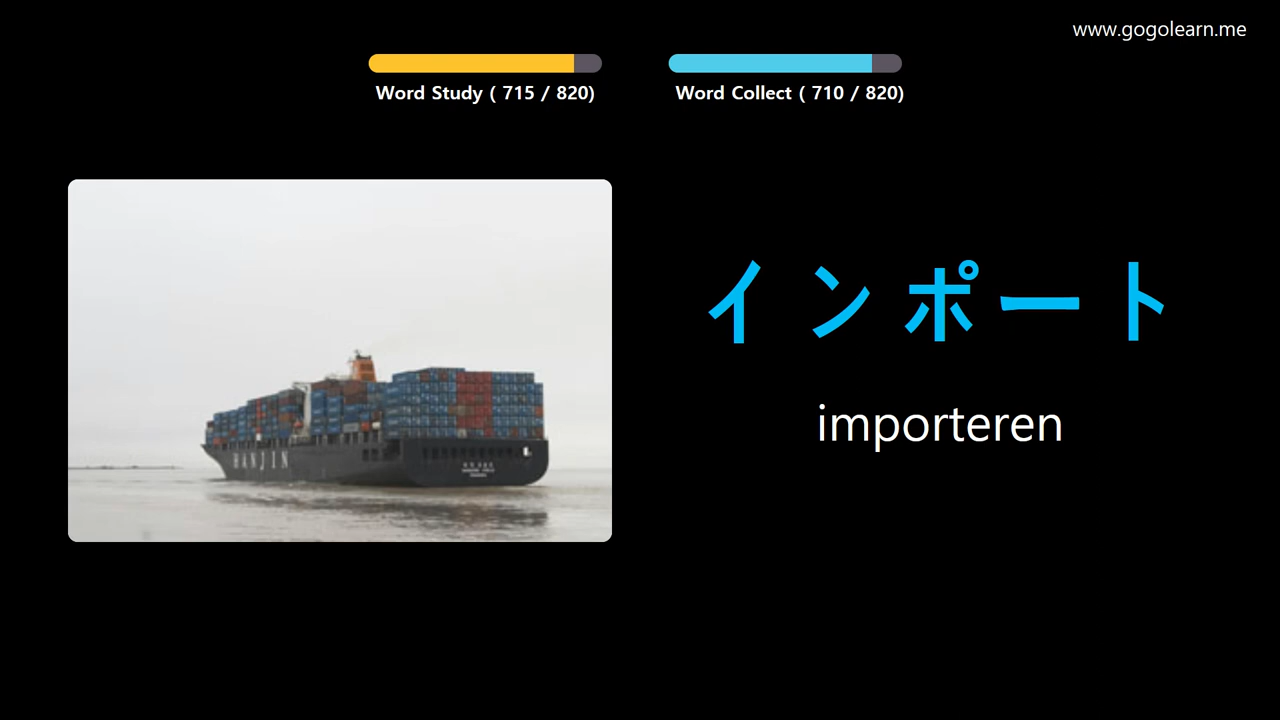 www.gogolearn.me
Word Study ( 715 / 820)
Word Collect ( 710 / 820)
インポート
importeren
HANJIN